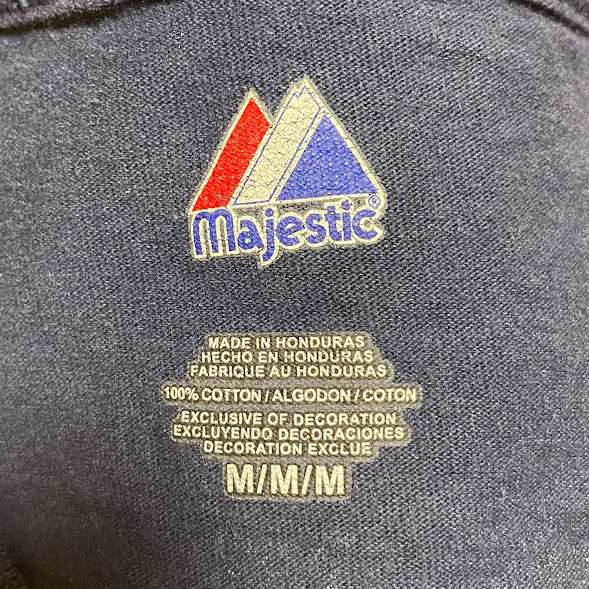 Majestic®
MADE IN HONDURAS
HECHO EN HONDURAS
FABRIQUE AU HONDURAS
100% COTTON / ALGODON / COTON
EXCLUSIVE OF DECORATION
EXCLUYENDO DECORACIONES
DECORATION EXCLUE
M/M/M